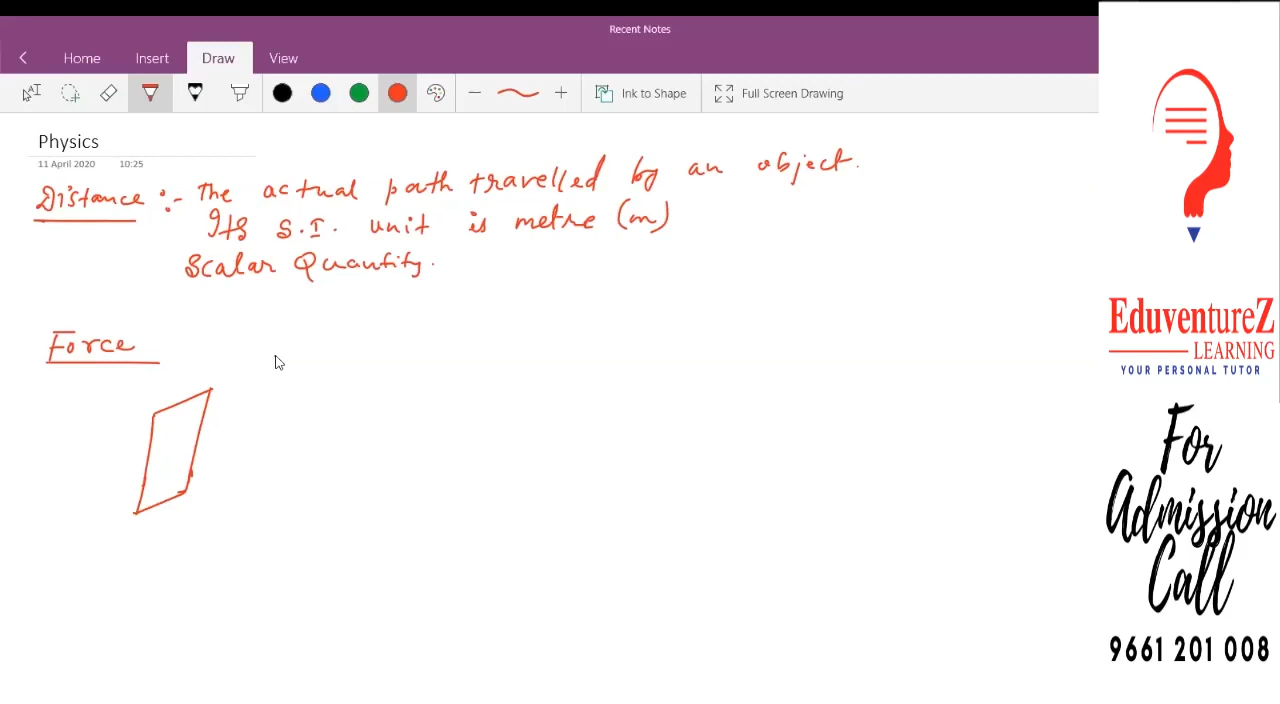 Recent Notes
Home Insert Draw View
Ink to Shape Full Screen Drawing
Physics
11 April 2020 10:25
Distance :- The actual path travelled by an object.
Its S.I. unit is metre (m)
Scalar Quantity.
Force
EduventureZ
LEARNING
YOUR PERSONAL TUTOR
For
Admission
Call
9661 201 008